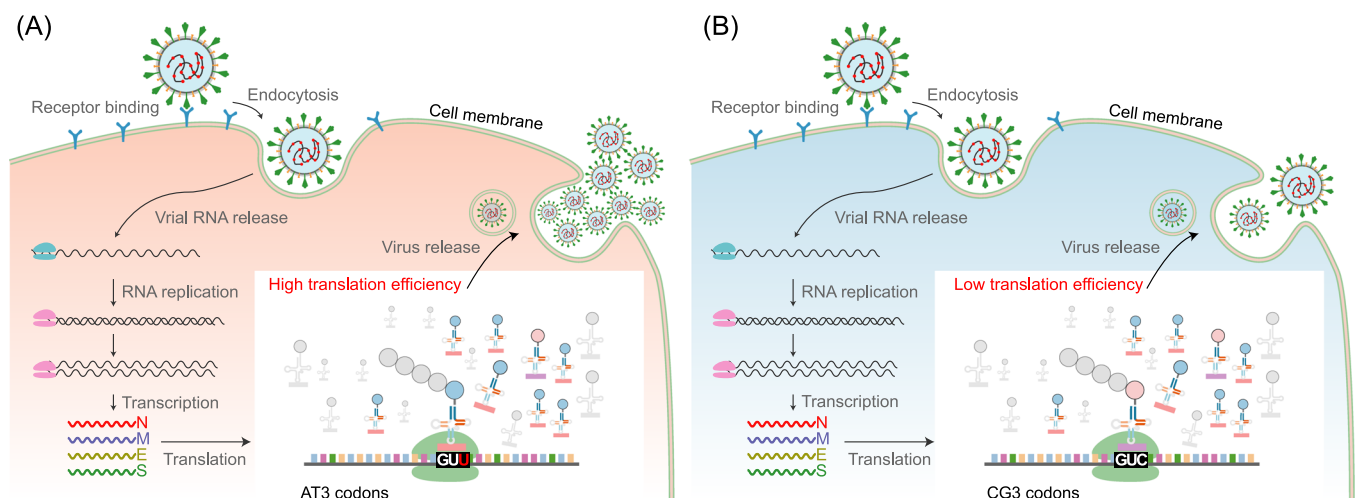 (A)
Receptor binding
Endocytosis
Cell membrane
Vrial RNA release
Virus release
RNA replication
High translation efficiency
Transcription
N
M
E
S
Translation
GUU
AT3 codons
(B)
Receptor binding
Endocytosis
Cell membrane
Vrial RNA release
Virus release
RNA replication
Low translation efficiency
Transcription
N
M
E
S
Translation
GUC
CG3 codons